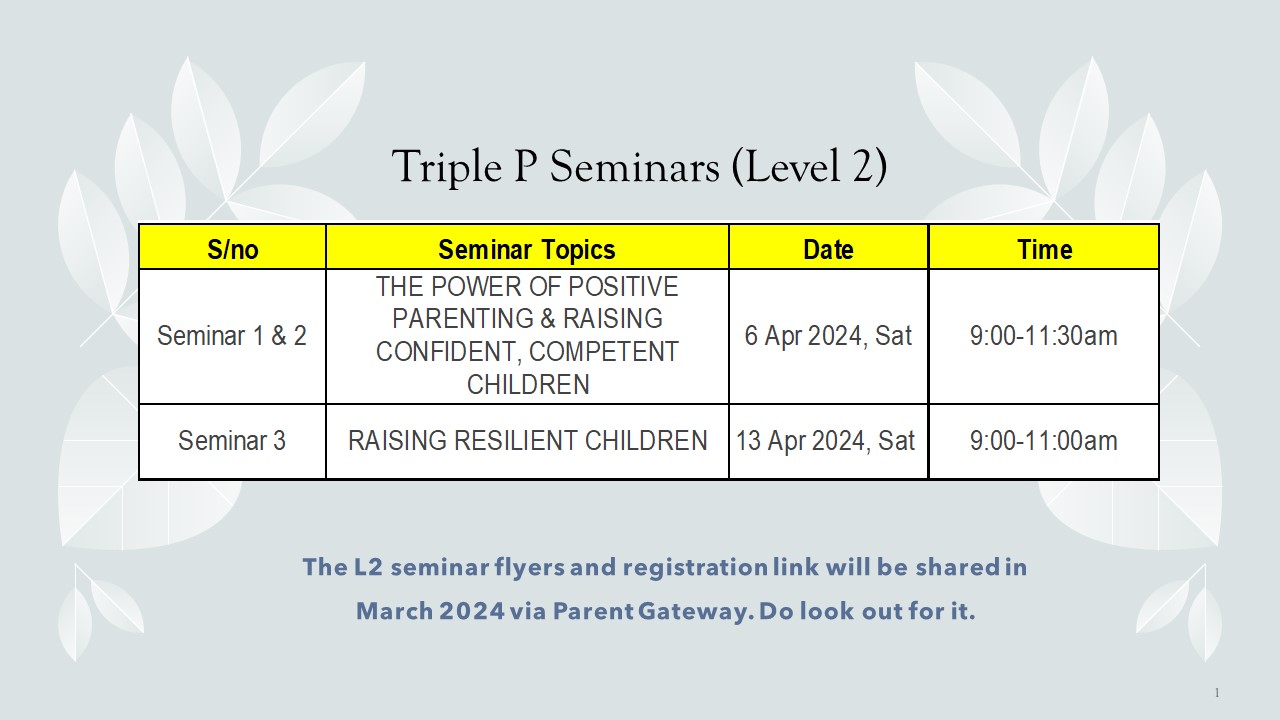 Triple P Seminars (Level 2)
S/no Seminar Topics Date Time
Seminar 1 & 2
THE POWER OF POSITIVE
PARENTING & RAISING
CONFIDENT, COMPETENT
CHILDREN
6 Apr 2024, Sat
9:00-11:30am
Seminar 3 RAISING RESILIENT CHILDREN 13 Apr 2024, Sat 9:00-11:00am
The L2 seminar flyers and registration link will be shared in
March 2024 via Parent Gateway. Do look out for it.
1